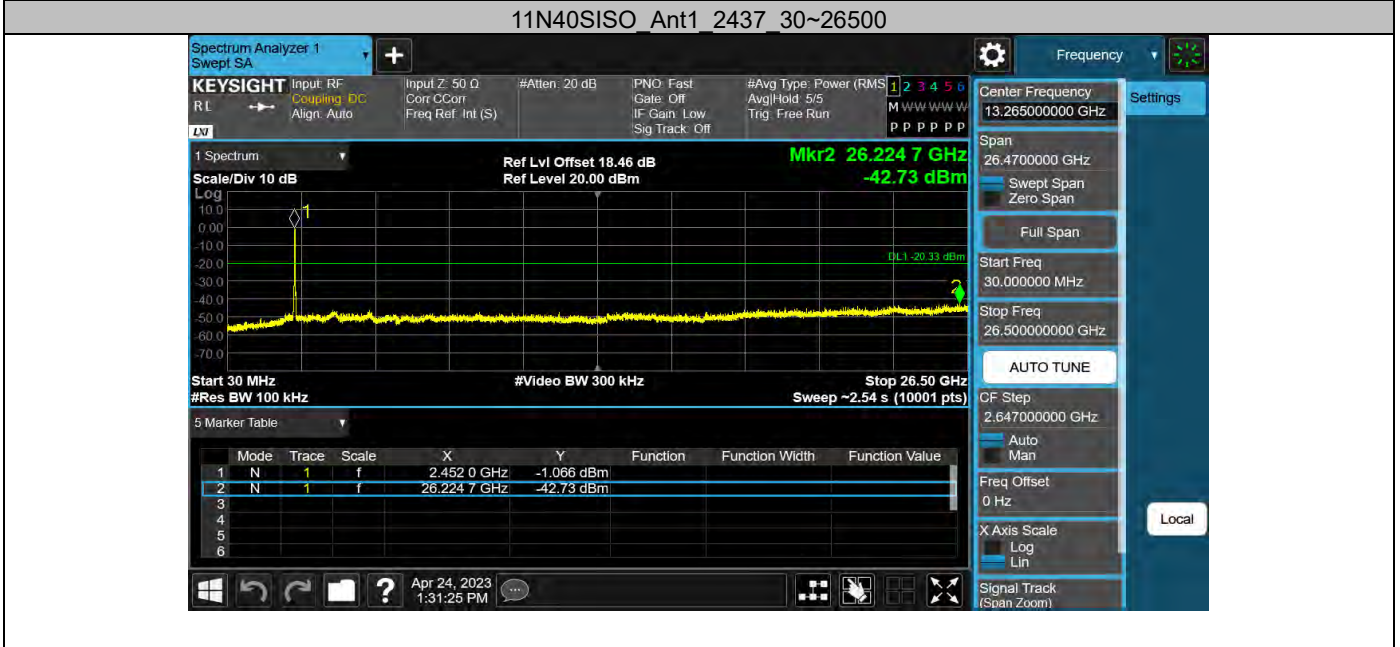 11N40SISO_Ant1_2437_30~26500
Spectrum Analyzer 1
Swept SA
+
Frequency
KEYSIGHT
RL
LXI
Input: RF
Coupling: DC
Align: Auto
Input Z: 50 Ω
Corr CCorr
Freq Ref: Int (S)
#Atten: 20 dB
PNO: Fast
Gate: Off
IF Gain: Low
Sig Track: Off
#Avg Type: Power (RMS
Avg|Hold: 5/5
Trig: Free Run
1 2 3 4 5 6
M W W W W W
P P P P P P
1 Spectrum
Scale/Div 10 dB
Ref Lvl Offset 18.46 dB
Ref Level 20.00 dBm
Mkr2 26.224 7 GHz
-42.73 dBm
Log
10.0
0.00
-10.0
-20.0
-30.0
-40.0
-50.0
-60.0
-70.0
1
DL1 -20.33 dBm
2
Start 30 MHz
#Res BW 100 kHz
#Video BW 300 kHz
Stop 26.50 GHz
Sweep ~2.54 s (10001 pts)
5 Marker Table
Mode Trace Scale X Y Function Function Width Function Value
1 N 1 f 2.452 0 GHz -1.066 dBm
2 N 1 f 26.224 7 GHz -42.73 dBm
3
4
5
6
?
Apr 24, 2023
1:31:25 PM
Center Frequency
13.265000000 GHz
Settings
Span
26.4700000 GHz
Swept Span
Zero Span
Full Span
Start Freq
30.000000 MHz
Stop Freq
26.500000000 GHz
AUTO TUNE
CF Step
2.647000000 GHz
Auto
Man
Freq Offset
0 Hz
Local
X Axis Scale
Log
Lin
Signal Track
(Span Zoom)